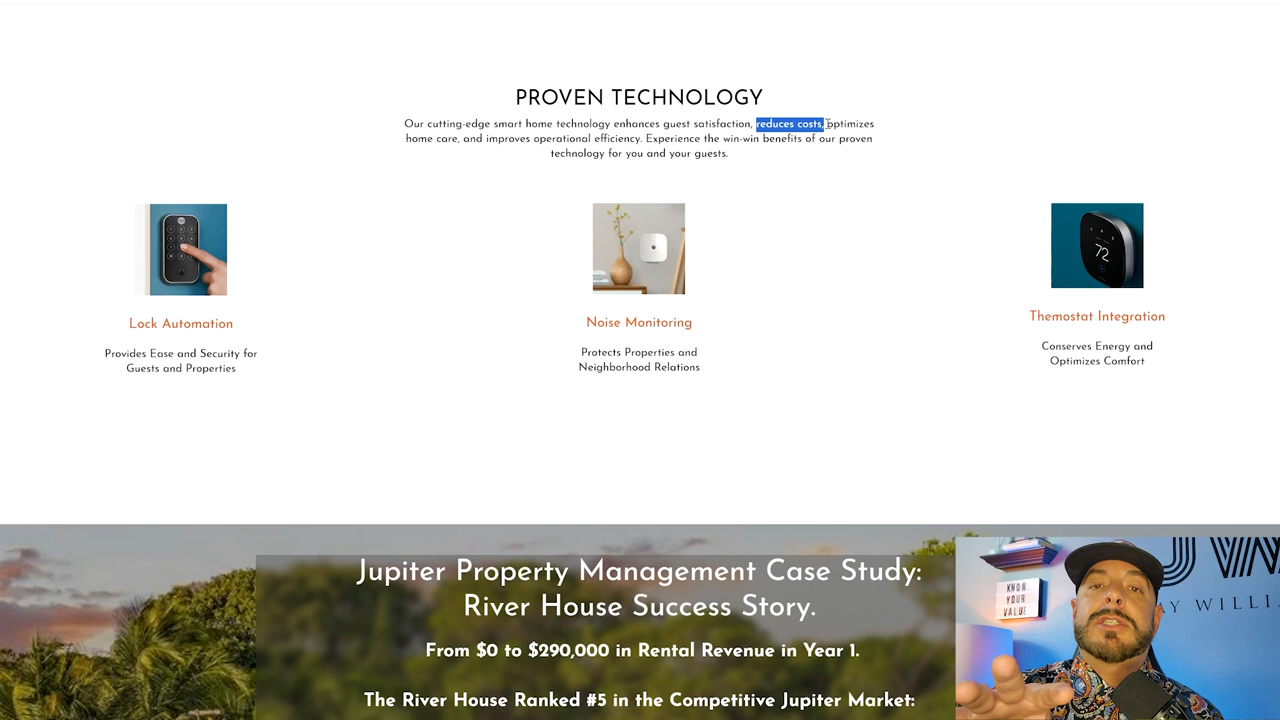 PROVEN TECHNOLOGY
Our cutting-edge smart home technology enhances guest satisfaction, reduces costs, optimizes
home care, and improves operational efficiency. Experience the win-win benefits of our proven
technology for you and your guests.
72
Lock Automation
Noise Monitoring
Themostat Integration
Provides Ease and Security for
Guests and Properties
Protects Properties and
Neighborhood Relations
Conserves Energy and
Optimizes Comfort
Jupiter Property Management Case Study:
River House Success Story.
From $0 to $290,000 in Rental Revenue in Year 1.
The River House Ranked #5 in the Competitive Jupiter Market:
KNOW
YOUR
VALUE